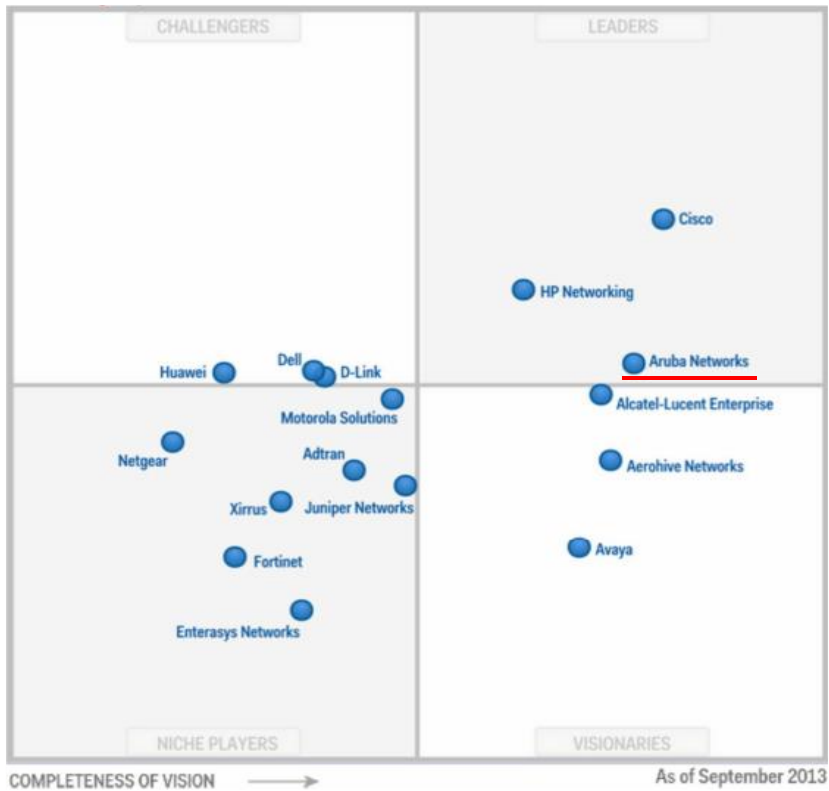 CHALLENGERS
LEADERS
Cisco
HP Networking
Aruba Networks
Huawei
Dell
D-Link
Motorola Solutions
Alcatel-Lucent Enterprise
Netgear
Adtran
Aerohive Networks
Xirrus
Juniper Networks
Fortinet
Avaya
Enterasys Networks
NICHE PLAYERS
VISIONARIES
COMPLETENESS OF VISION
As of September 2013